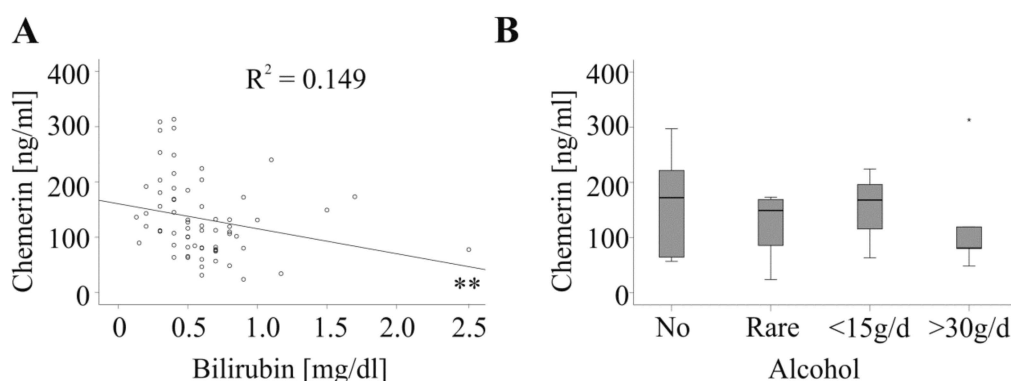 A
R² = 0.149
Chemerin [ng/ml]
400
300
200
100
0
**
0 0.5 1.0 1.5 2.0 2.5
Bilirubin [mg/dl]
B
Chemerin [ng/ml]
400
300
200
100
0
*
No Rare <15g/d >30g/d
Alcohol